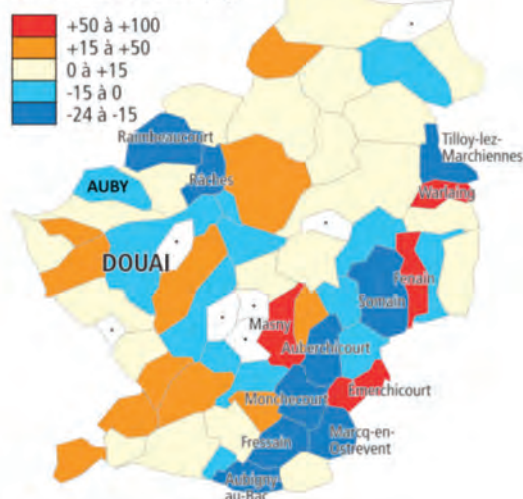 +50 à +100
+15 à +50
0 à +15
-15 à 0
-24 à -15
Raimbeaucourt
Tilloy-lez-
Marchiennes
AUBY
Râches
Warlaing
DOUAI
Fenain
Somain
Masny
Auberchicourt
Monchecourt
Émerchicourt
Fressain
Marcq-en-
Ostrevent
Aubigny-
au-Bac